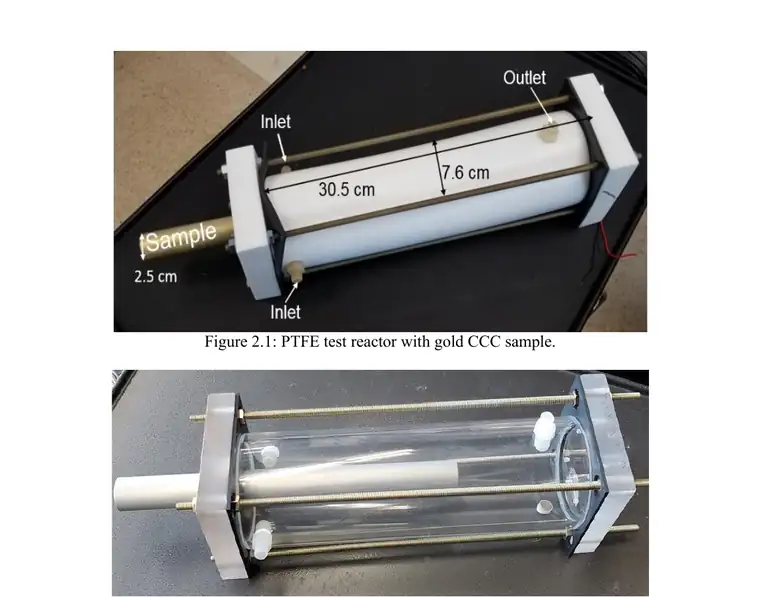 Outlet
Inlet
7.6 cm
30.5 cm
Sample
2.5 cm
Inlet
Figure 2.1: PTFE test reactor with gold CCC sample.